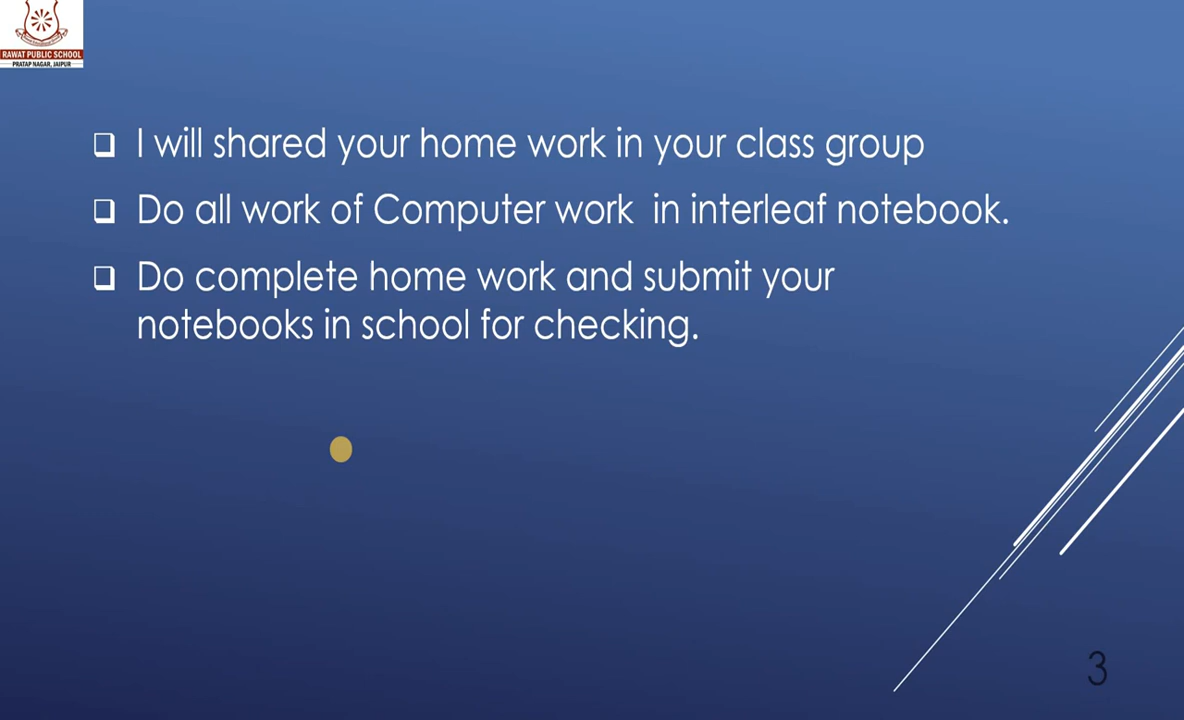 RAWAT PUBLIC SCHOOL
PRATAP NAGAR, JAIPUR
I will shared your home work in your class group
Do all work of Computer work  in interleaf notebook.
Do complete home work and submit your
notebooks in school for checking.
3